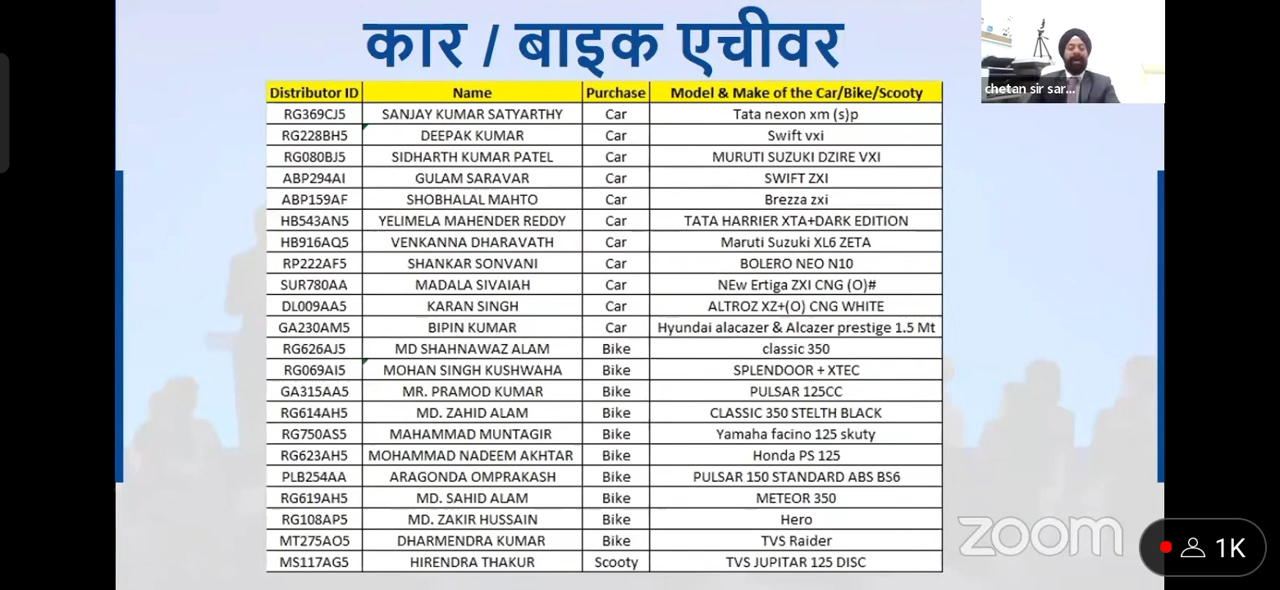 कार / बाइक एचीवर
chetan sir sar...
Distributor ID Name Purchase Model & Make of the Car/Bike/Scooty
RG369CJ5 SANJAY KUMAR SATYARTHY Car Tata nexon xm (s)p
RG228BH5 DEEPAK KUMAR Car Swift vxi
RG080BJ5 SIDHARTH KUMAR PATEL Car MURUTI SUZUKI DZIRE VXI
ABP294AI GULAM SARAVAR Car SWIFT ZXI
ABP159AF SHOBHALAL MAHTO Car Brezza zxi
HB543AN5 YELIMELA MAHENDER REDDY Car TATA HARRIER XTA+DARK EDITION
HB916AQ5 VENKANNA DHARAVATH Car Maruti Suzuki XL6 ZETA
RP222AF5 SHANKAR SONVANI Car BOLERO NEO N10
SUR780AA MADALA SIVAIAH Car NEw Ertiga ZXI CNG (O)#
DL009AA5 KARAN SINGH Car ALTROZ XZ+(O) CNG WHITE
GA230AM5 BIPIN KUMAR Car Hyundai alacazer & Alcazer prestige 1.5 Mt
RG626AJ5 MD SHAHNAWAZ ALAM Bike classic 350
RG069AI5 MOHAN SINGH KUSHWAHA Bike SPLENDOOR + XTEC
GA315AA5 MR. PRAMOD KUMAR Bike PULSAR 125CC
RG614AH5 MD. ZAHID ALAM Bike CLASSIC 350 STELTH BLACK
RG750AS5 MAHAMMAD MUNTAGIR Bike Yamaha facino 125 skuty
RG623AH5 MOHAMMAD NADEEM AKHTAR Bike Honda PS 125
PLB254AA ARAGONDA OMPRAKASH Bike PULSAR 150 STANDARD ABS BS6
RG619AH5 MD. SAHID ALAM Bike METEOR 350
RG108AP5 MD. ZAKIR HUSSAIN Bike Hero
MT275AO5 DHARMENDRA KUMAR Bike TVS Raider
MS117AG5 HIRENDRA THAKUR Scooty TVS JUPITAR 125 DISC
zoom
1K